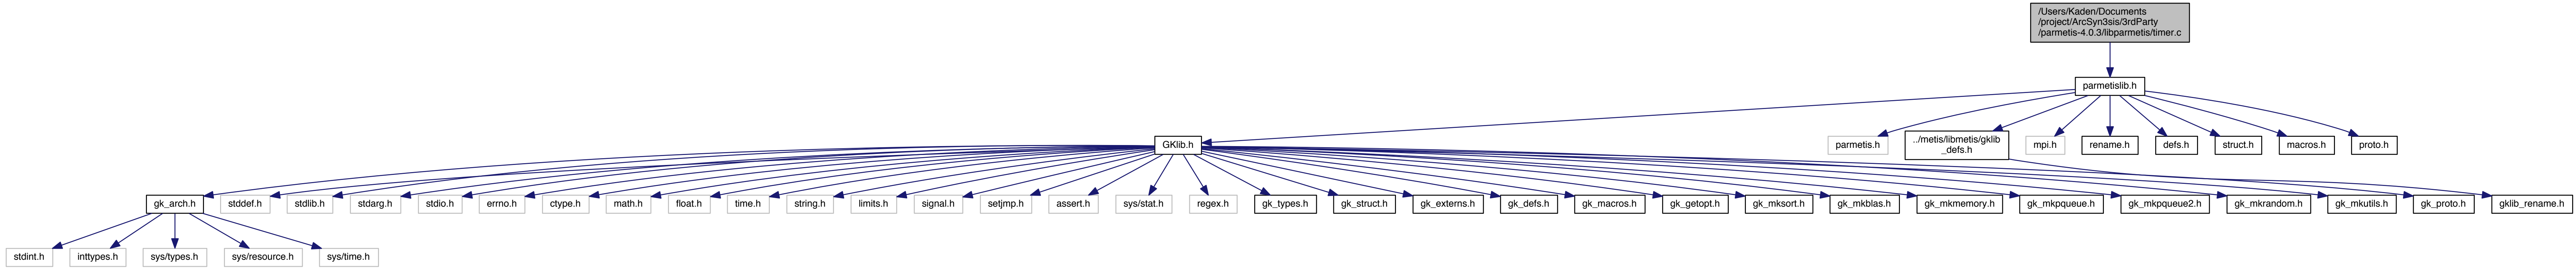 /Users/Kaden/Documents
/project/ArcSyn3sis/3rdParty
/parmetis-4.0.3/libparmetis/timer.c
parmetislib.h
GKlib.h
parmetis.h
../metis/libmetis/gklib
_defs.h
mpi.h
rename.h
defs.h
struct.h
macros.h
proto.h
gk_arch.h
stddef.h
stdlib.h
stdarg.h
stdio.h
errno.h
ctype.h
math.h
float.h
time.h
string.h
limits.h
signal.h
setjmp.h
assert.h
sys/stat.h
regex.h
gk_types.h
gk_struct.h
gk_externs.h
gk_defs.h
gk_macros.h
gk_getopt.h
gk_mksort.h
gk_mkblas.h
gk_mkmemory.h
gk_mkpqueue.h
gk_mkpqueue2.h
gk_mkrandom.h
gk_mkutils.h
gk_proto.h
gklib_rename.h
stdint.h
inttypes.h
sys/types.h
sys/resource.h
sys/time.h